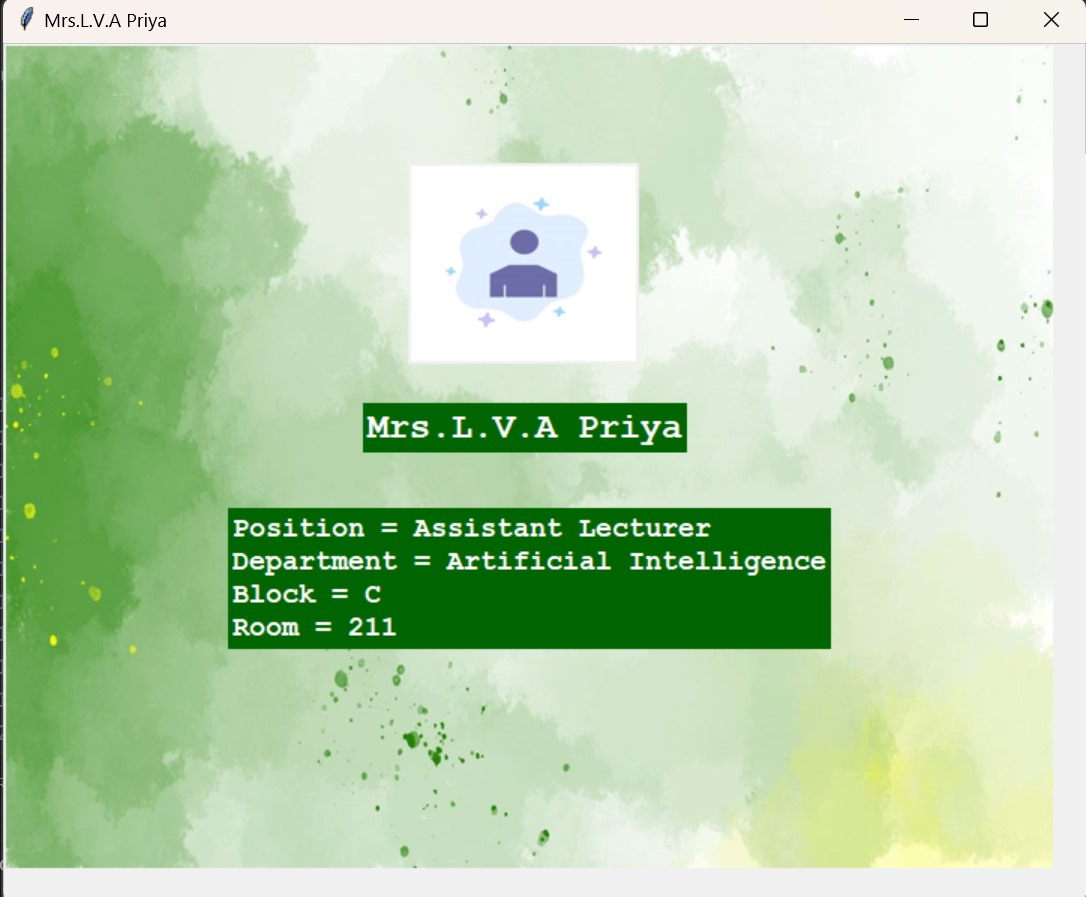 Mrs.L.V.A Priya
Mrs.L.V.A Priya
Position = Assistant Lecturer
Department = Artificial Intelligence
Block = C
Room = 211